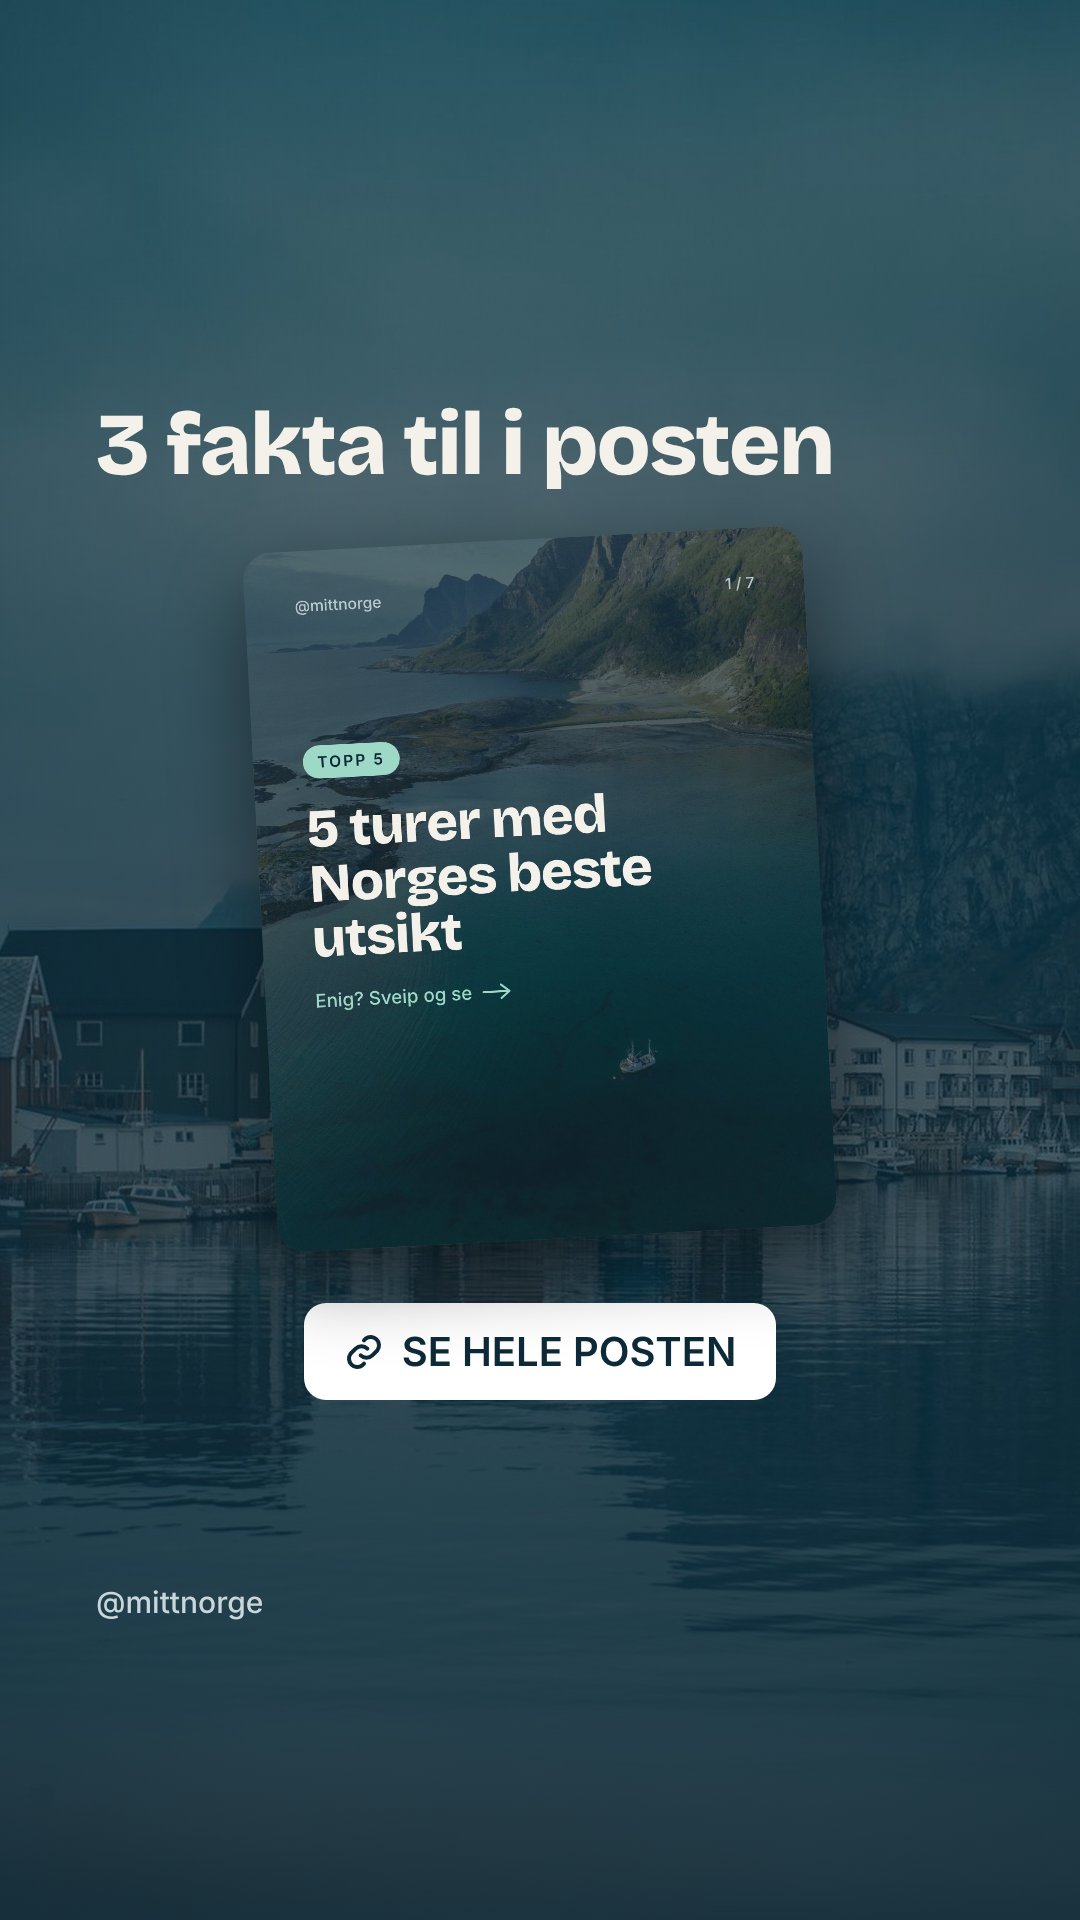 3 fakta til i posten
@mittnorge
1/7
TOPP 5
5 turer med
Norges beste
utsikt
Enig? Sveip og se →
SE HELE POSTEN
@mittnorge